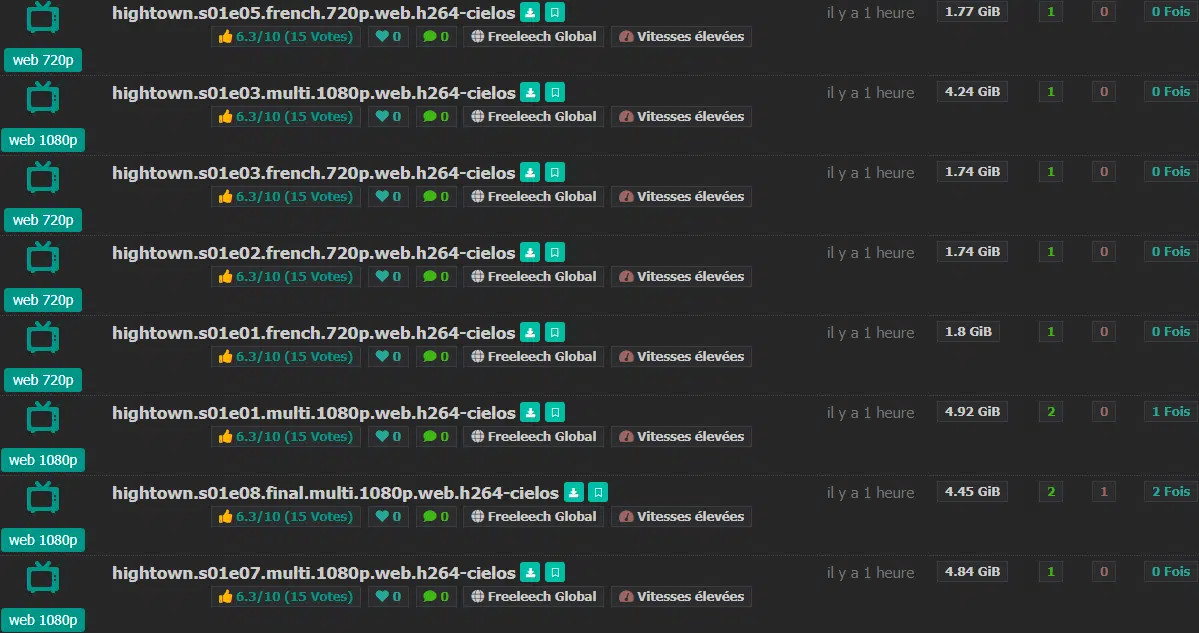 hightown.s01e05.french.720p.web.h264-cielos il y a 1 heure 1.77 GiB 1 0 0 Fois
6.3/10 (15 Votes) 0 0 Freeleech Global Vitesses élevées
web 720p
hightown.s01e03.multi.1080p.web.h264-cielos il y a 1 heure 4.24 GiB 1 0 0 Fois
6.3/10 (15 Votes) 0 0 Freeleech Global Vitesses élevées
web 1080p
hightown.s01e03.french.720p.web.h264-cielos il y a 1 heure 1.74 GiB 1 0 0 Fois
6.3/10 (15 Votes) 0 0 Freeleech Global Vitesses élevées
web 720p
hightown.s01e02.french.720p.web.h264-cielos il y a 1 heure 1.74 GiB 1 0 0 Fois
6.3/10 (15 Votes) 0 0 Freeleech Global Vitesses élevées
web 720p
hightown.s01e01.french.720p.web.h264-cielos il y a 1 heure 1.8 GiB 1 0 0 Fois
6.3/10 (15 Votes) 0 0 Freeleech Global Vitesses élevées
web 720p
hightown.s01e01.multi.1080p.web.h264-cielos il y a 1 heure 4.92 GiB 2 0 1 Fois
6.3/10 (15 Votes) 0 0 Freeleech Global Vitesses élevées
web 1080p
hightown.s01e08.final.multi.1080p.web.h264-cielos il y a 1 heure 4.45 GiB 2 1 2 Fois
6.3/10 (15 Votes) 0 0 Freeleech Global Vitesses élevées
web 1080p
hightown.s01e07.multi.1080p.web.h264-cielos il y a 1 heure 4.84 GiB 1 0 0 Fois
6.3/10 (15 Votes) 0 0 Freeleech Global Vitesses élevées
web 1080p